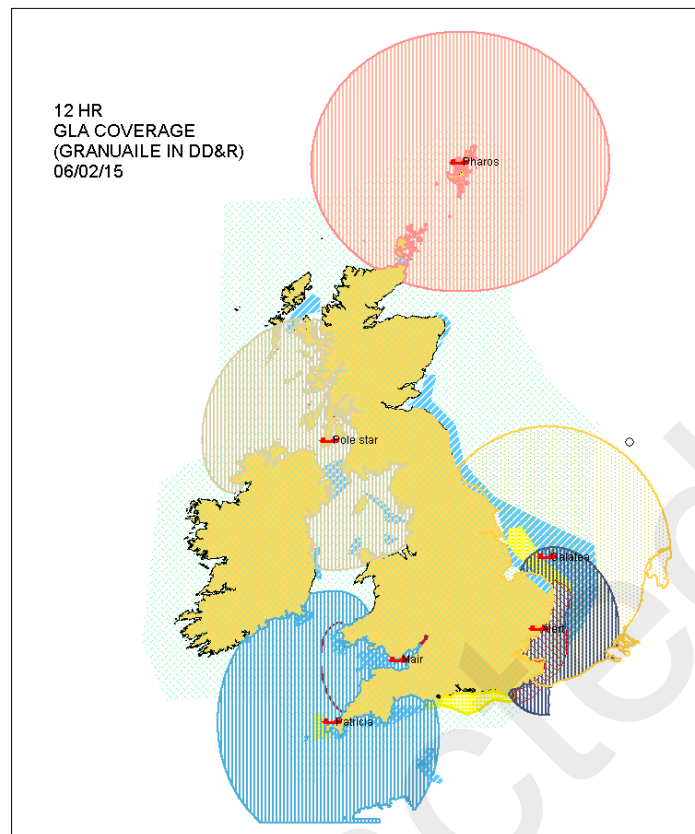 12 HR
GLA COVERAGE
(GRANUAILE IN DD&R)
06/02/15
Pharos
Pole star
Galatea
Alert
Mair
Patricia